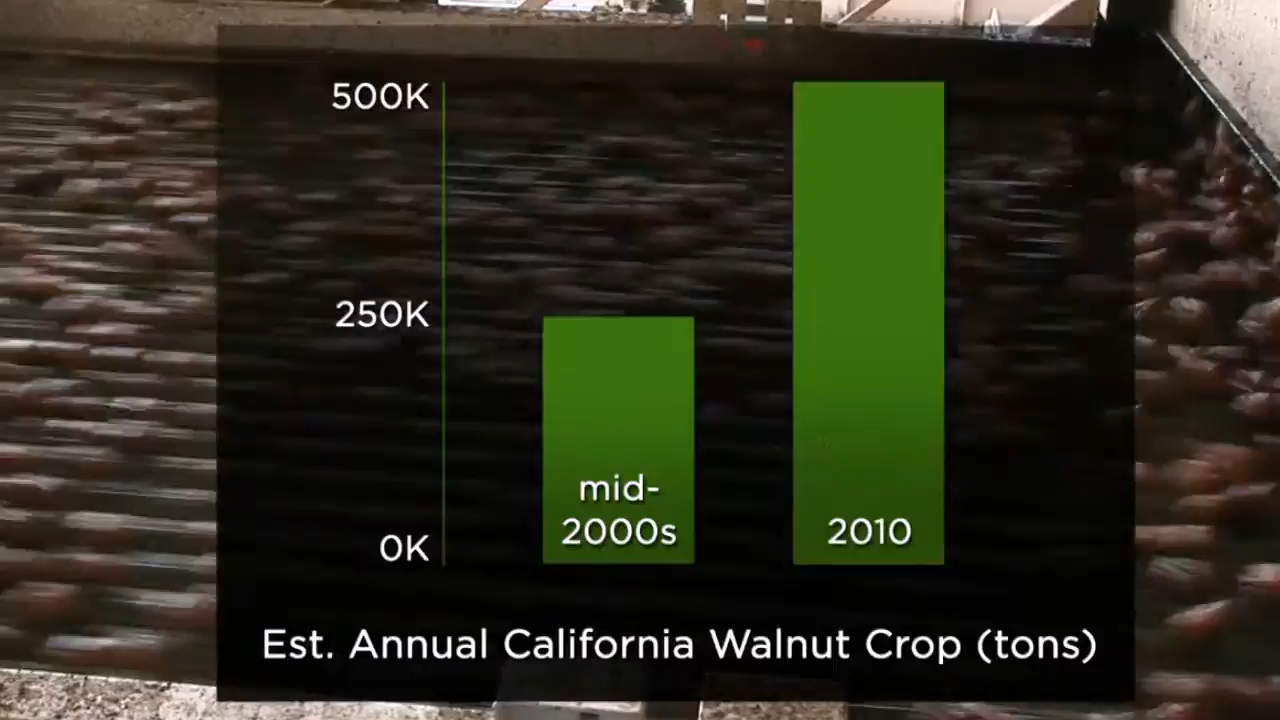 500K
250K
0K
mid-
2000s
2010
Est. Annual California Walnut Crop (tons)